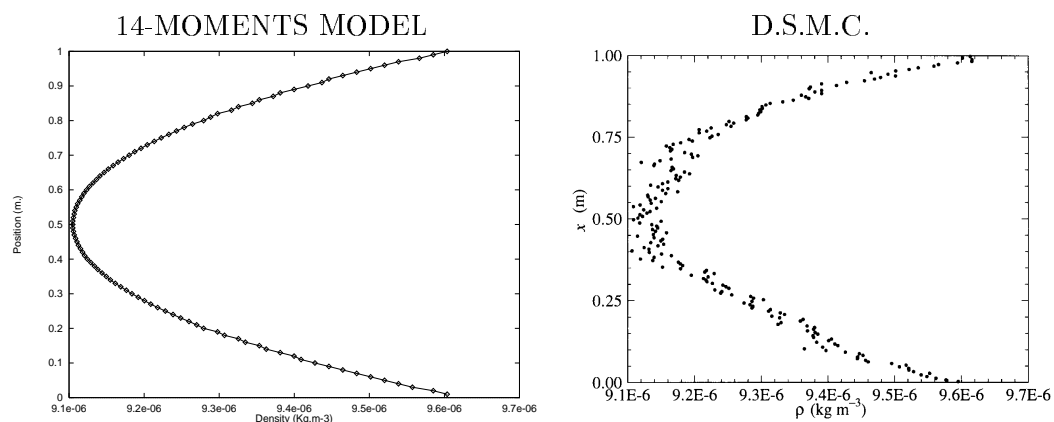 14-MOMENTS MODEL
D.S.M.C.
1
0.9
0.8
0.7
0.6
0.5
0.4
0.3
0.2
0.1
0
Position (m.)
9.1e-06 9.2e-06 9.3e-06 9.4e-06 9.5e-06 9.6e-06 9.7e-06
Density (Kg.m-3)
1.00
0.75
0.50
0.25
0.00
x (m)
9.1E-6 9.2E-6 9.3E-6 9.4E-6 9.5E-6 9.6E-6 9.7E-6
ρ (kg m⁻³)